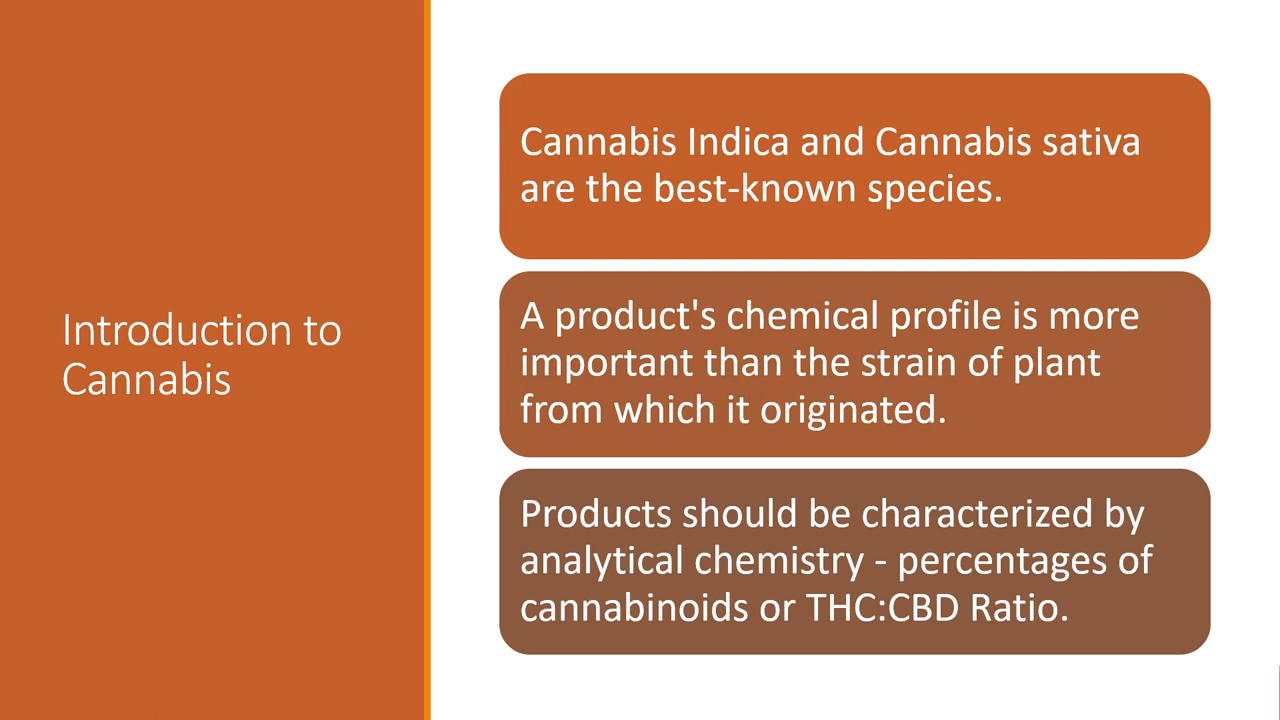 Introduction to
Cannabis
Cannabis Indica and Cannabis sativa
are the best-known species.
A product's chemical profile is more
important than the strain of plant
from which it originated.
Products should be characterized by
analytical chemistry - percentages of
cannabinoids or THC:CBD Ratio.